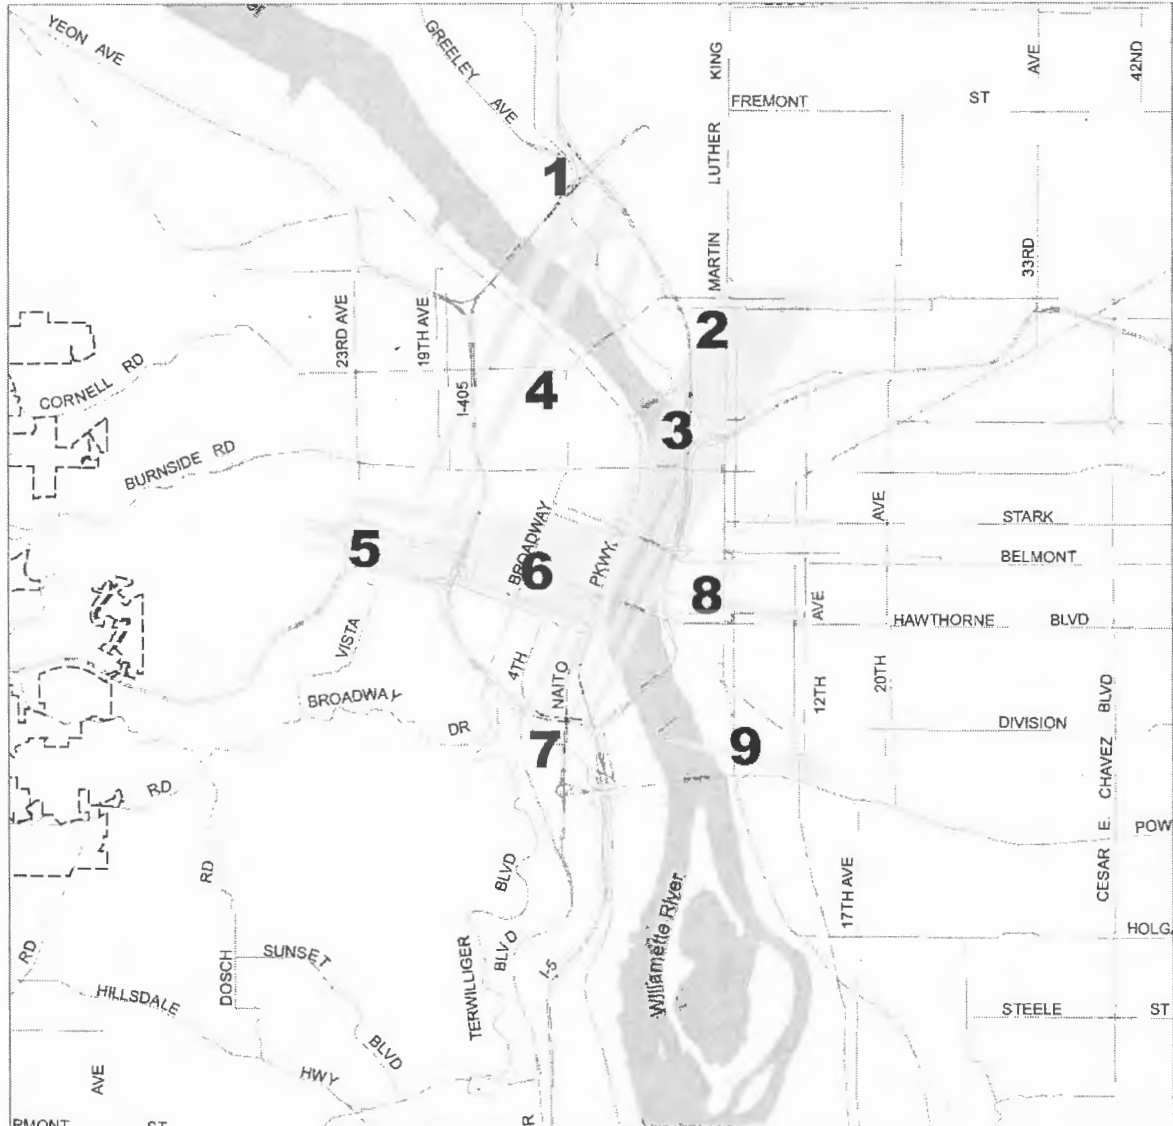 YEON AVE
GREELEY AVE
KING
LUTHER
MARTIN
FREMONT
ST
AVE
33RD
42ND
1
2
3
4
5
6
7
8
9
23RD AVE
19TH AVE
I-405
CORNELL RD
BURNSIDE RD
BROADWAY
PKWY
NAITO
4TH
VISTA
BROADWAY
DR
STARK
BELMONT
HAWTHORNE BLVD
AVE
20TH
AVE
12TH
DIVISION
CESAR E. CHAVEZ BLVD
POW
17TH AVE
HOLG
STEELE ST
RD
RD
DOSCH
RD
SUNSET
BLVD
HILLSDALE
HWY
AVE
RMONT ST
BLVD
TERWILLIGER
BLVD
I-5
Willamette River
R